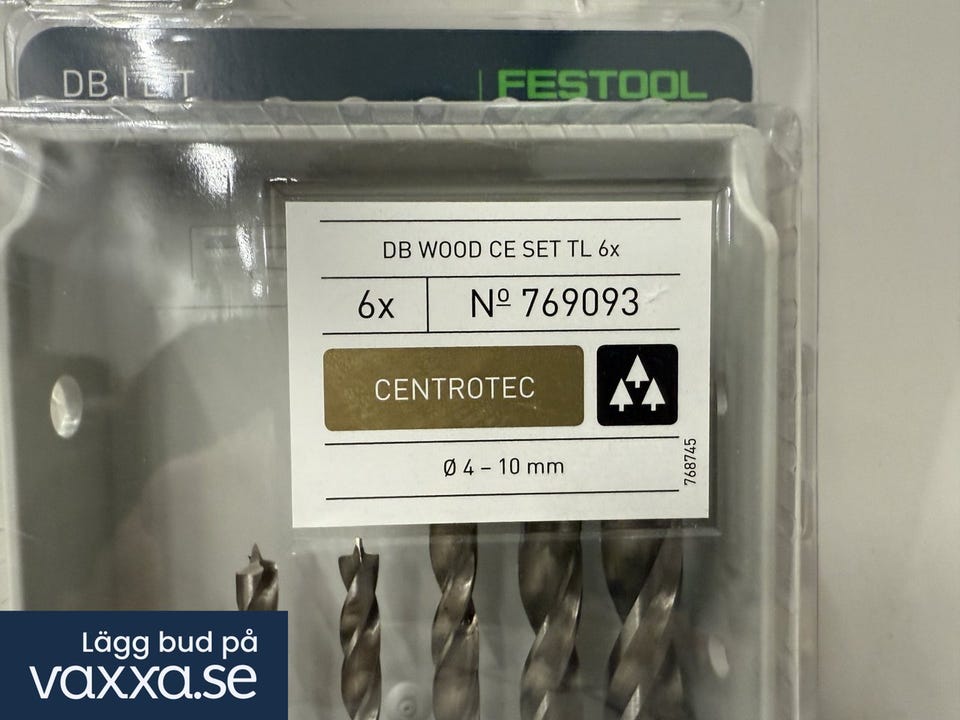 DB | BIT | FESTOOL
DB WOOD CE SET TL 6x
6x Nº 769093
CENTROTEC
Ø 4 – 10 mm
768745
Lägg bud på
vaxxa.se